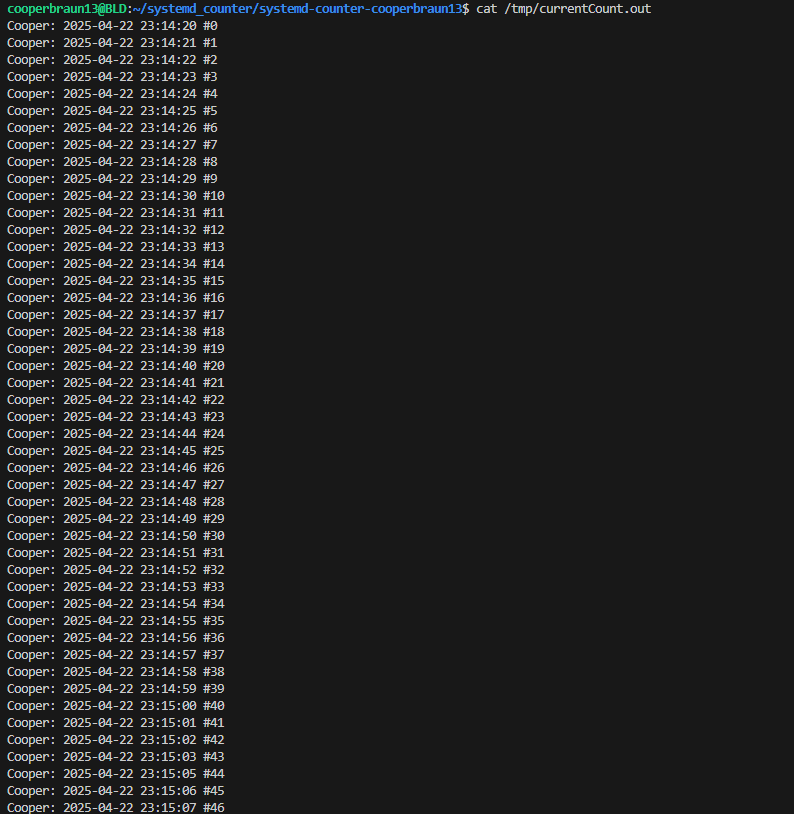 cooperbraun13@BLD:~/systemd_counter/systemd-counter-cooperbraun13$ cat /tmp/currentCount.out
Cooper: 2025-04-22 23:14:20 #0
Cooper: 2025-04-22 23:14:21 #1
Cooper: 2025-04-22 23:14:22 #2
Cooper: 2025-04-22 23:14:23 #3
Cooper: 2025-04-22 23:14:24 #4
Cooper: 2025-04-22 23:14:25 #5
Cooper: 2025-04-22 23:14:26 #6
Cooper: 2025-04-22 23:14:27 #7
Cooper: 2025-04-22 23:14:28 #8
Cooper: 2025-04-22 23:14:29 #9
Cooper: 2025-04-22 23:14:30 #10
Cooper: 2025-04-22 23:14:31 #11
Cooper: 2025-04-22 23:14:32 #12
Cooper: 2025-04-22 23:14:33 #13
Cooper: 2025-04-22 23:14:34 #14
Cooper: 2025-04-22 23:14:35 #15
Cooper: 2025-04-22 23:14:36 #16
Cooper: 2025-04-22 23:14:37 #17
Cooper: 2025-04-22 23:14:38 #18
Cooper: 2025-04-22 23:14:39 #19
Cooper: 2025-04-22 23:14:40 #20
Cooper: 2025-04-22 23:14:41 #21
Cooper: 2025-04-22 23:14:42 #22
Cooper: 2025-04-22 23:14:43 #23
Cooper: 2025-04-22 23:14:44 #24
Cooper: 2025-04-22 23:14:45 #25
Cooper: 2025-04-22 23:14:46 #26
Cooper: 2025-04-22 23:14:47 #27
Cooper: 2025-04-22 23:14:48 #28
Cooper: 2025-04-22 23:14:49 #29
Cooper: 2025-04-22 23:14:50 #30
Cooper: 2025-04-22 23:14:51 #31
Cooper: 2025-04-22 23:14:52 #32
Cooper: 2025-04-22 23:14:53 #33
Cooper: 2025-04-22 23:14:54 #34
Cooper: 2025-04-22 23:14:55 #35
Cooper: 2025-04-22 23:14:56 #36
Cooper: 2025-04-22 23:14:57 #37
Cooper: 2025-04-22 23:14:58 #38
Cooper: 2025-04-22 23:14:59 #39
Cooper: 2025-04-22 23:15:00 #40
Cooper: 2025-04-22 23:15:01 #41
Cooper: 2025-04-22 23:15:02 #42
Cooper: 2025-04-22 23:15:03 #43
Cooper: 2025-04-22 23:15:05 #44
Cooper: 2025-04-22 23:15:06 #45
Cooper: 2025-04-22 23:15:07 #46